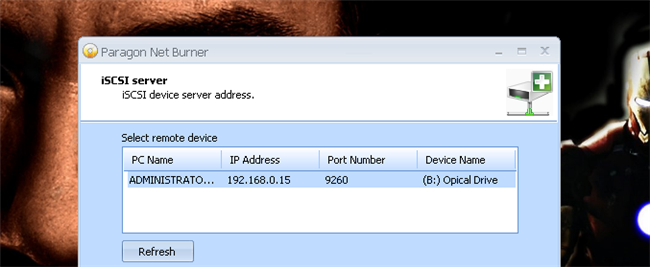 Paragon Net Burner
iSCSI server
iSCSI device server address.
Select remote device
PC Name IP Address Port Number Device Name
ADMINISTRATO... 192.168.0.15 9260 (B:) Opical Drive
Refresh